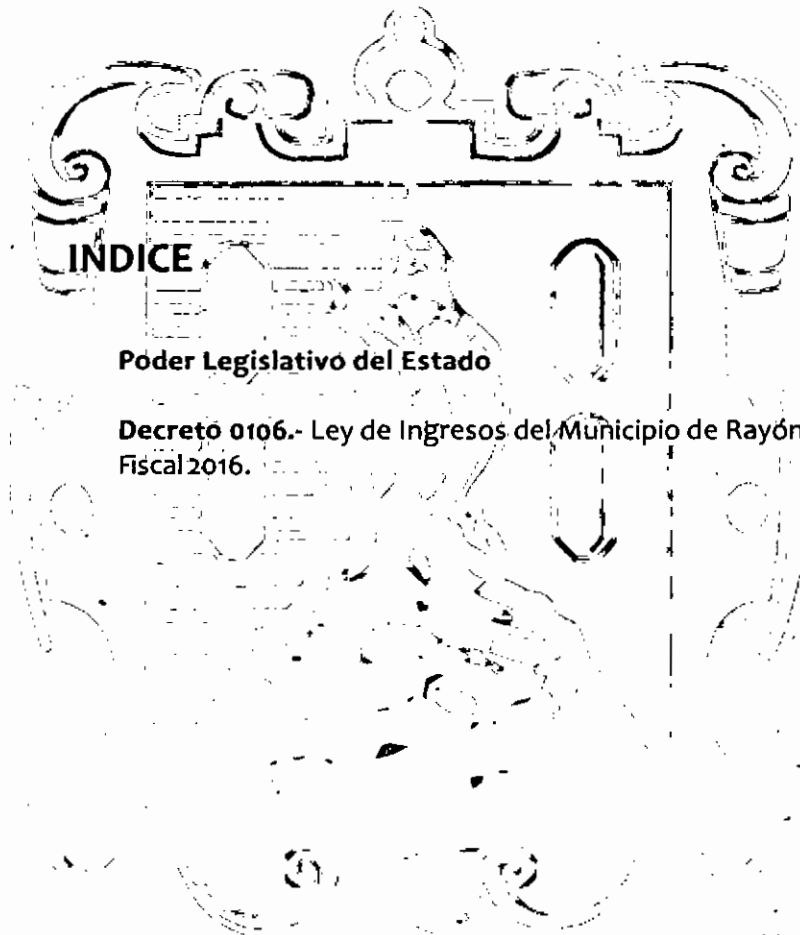 INDICE
Poder Legislativo del Estado
Decreto 0106.- Ley de Ingresos del Municipio de Rayón
Fiscal 2016.